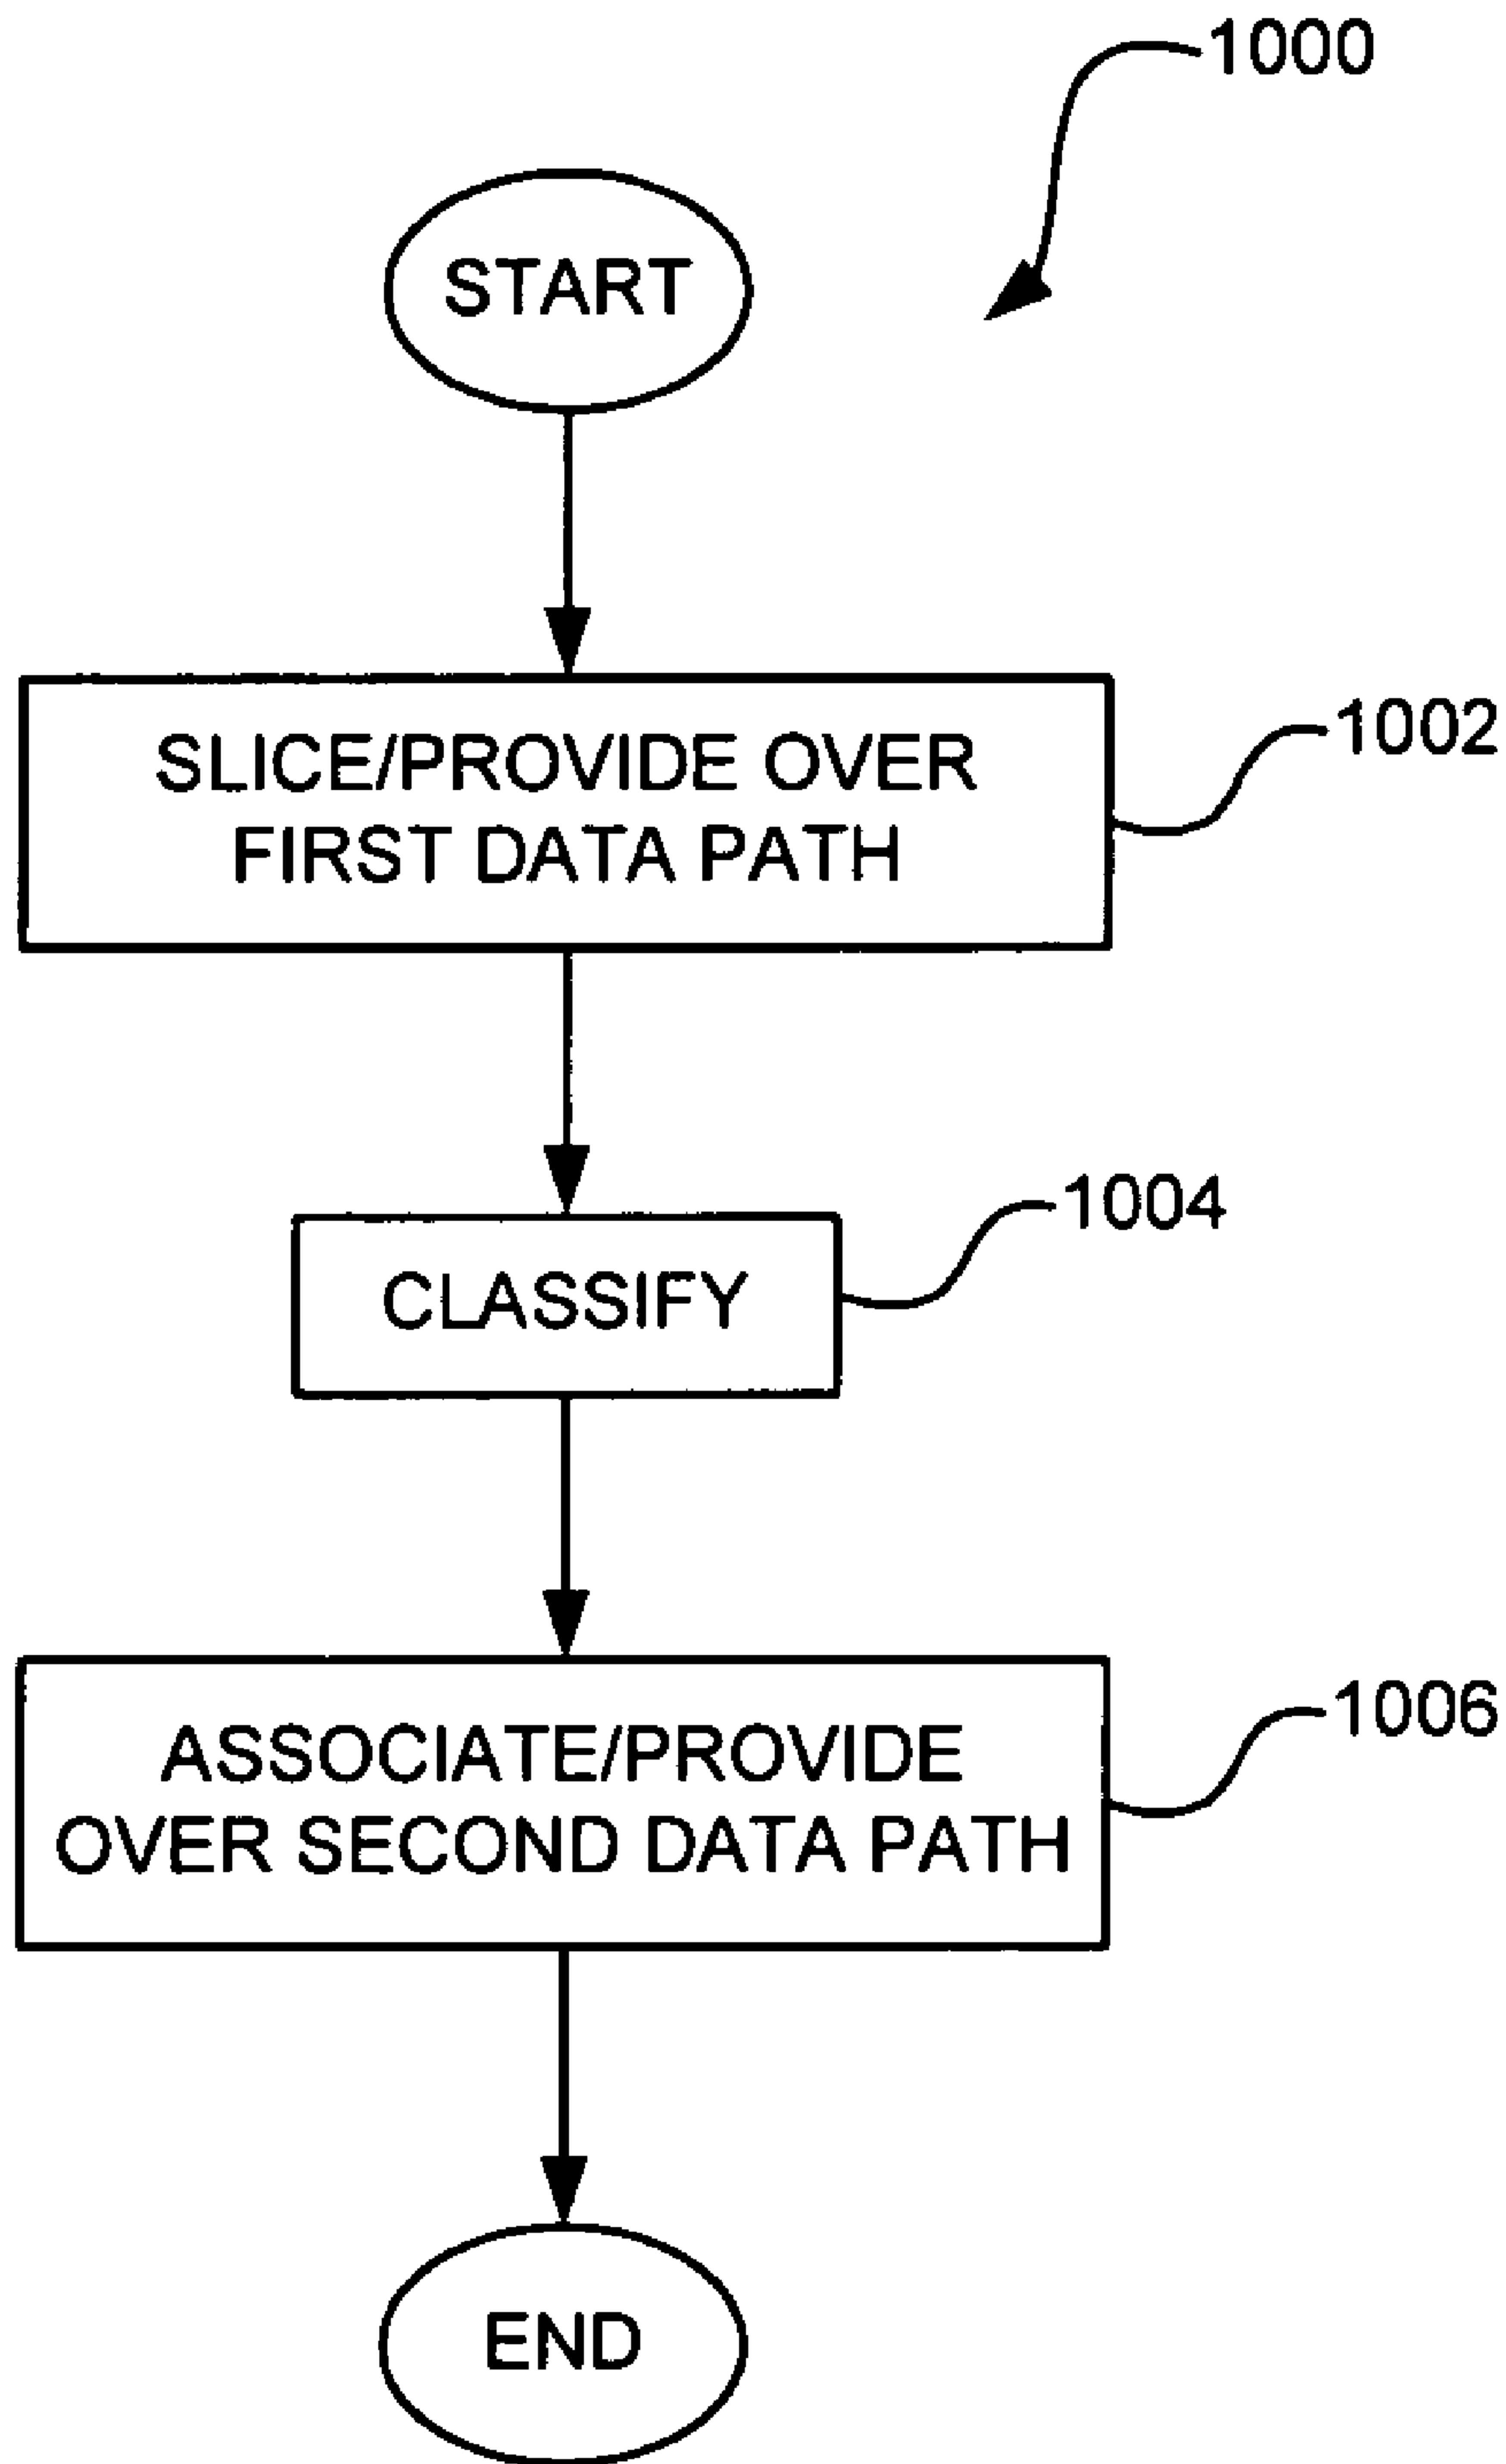 1000
START
SLICE/PROVIDE OVER
FIRST DATA PATH
1002
CLASSIFY
1004
ASSOCIATE/PROVIDE
OVER SECOND DATA PATH
1006
END